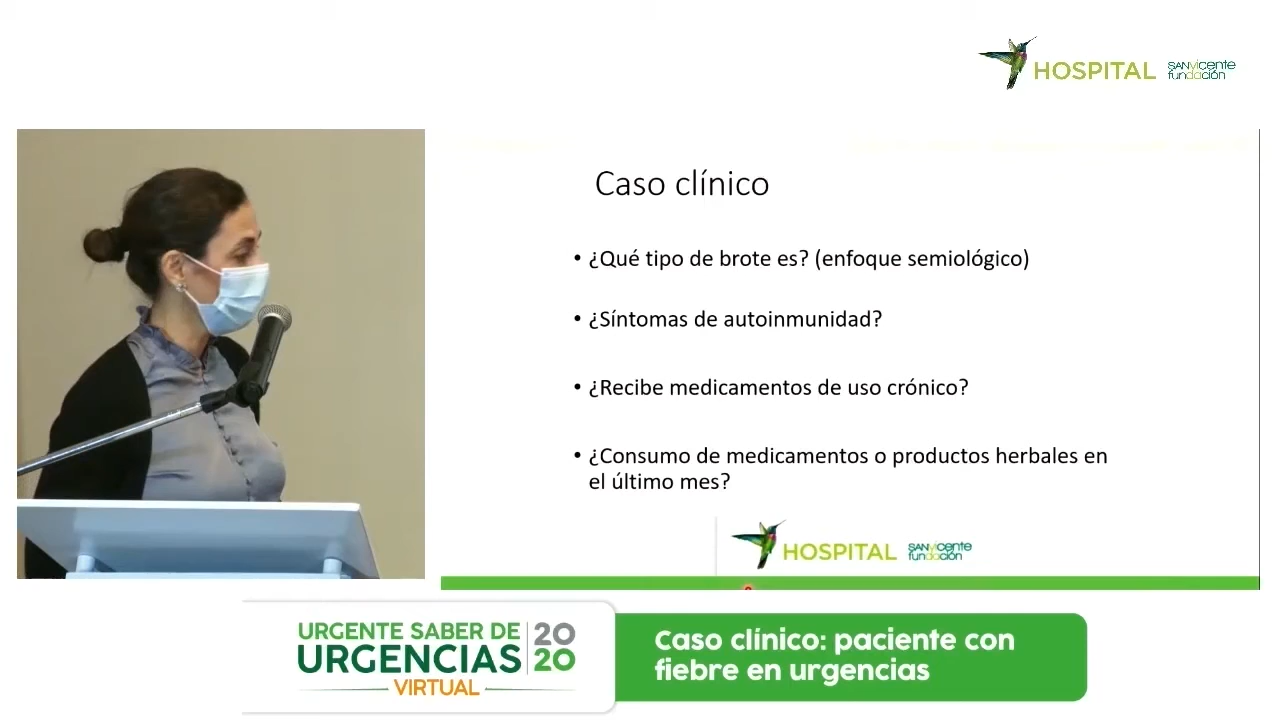 HOSPITAL SANVicente fundación
Caso clínico
• ¿Qué tipo de brote es? (enfoque semiológico)
• ¿Síntomas de autoinmunidad?
• ¿Recibe medicamentos de uso crónico?
• ¿Consumo de medicamentos o productos herbales en
el último mes?
HOSPITAL SANVicente fundación
URGENTE SABER DE
URGENCIAS
VIRTUAL
2020
Caso clínico: paciente con
fiebre en urgencias